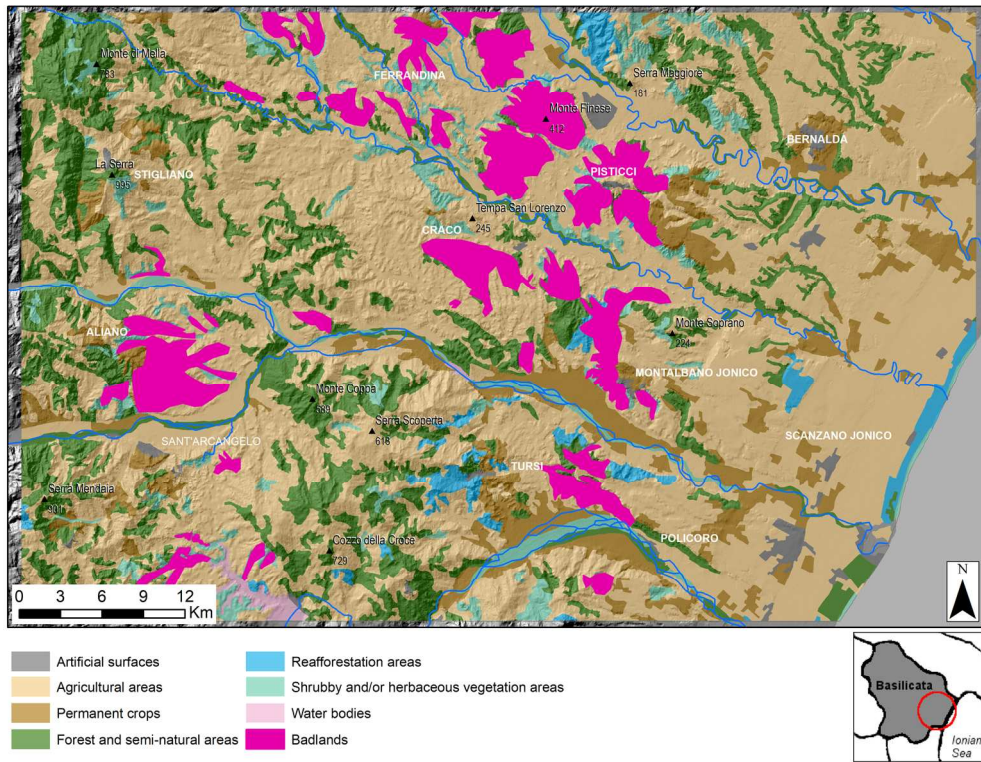 Monte di Mella
783
FERRANDINA
Serra Maggiore
181
Monte Finese
412
BERNALDA
La Serra
995
STIGLIANO
PISTICCI
Tempa San Lorenzo
245
CRACO
ALIANO
Monte Soprano
224
MONTALBANO JONICO
Monte Coppa
Serra Scoperta
618
SANT'ARCANGELO
SCANZANO JONICO
TURSI
Serra Mendaia
901
Cozzo della Croce
729
POLICORO
0 3 6 9 12
Km
N
Artificial surfaces
Agricultural areas
Permanent crops
Forest and semi-natural areas
Reafforestation areas
Shrubby and/or herbaceous vegetation areas
Water bodies
Badlands
Basilicata
Ionian
Sea